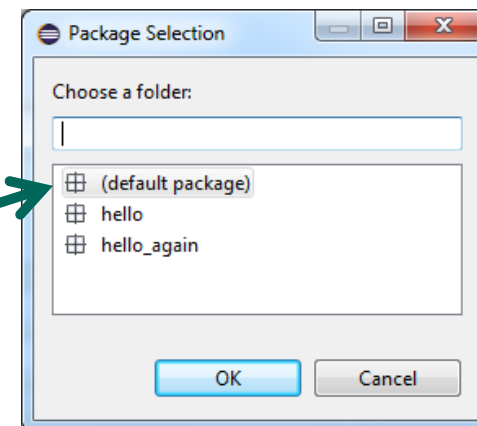 Package Selection
Choose a folder:
(default package)
hello
hello_again
OK Cancel